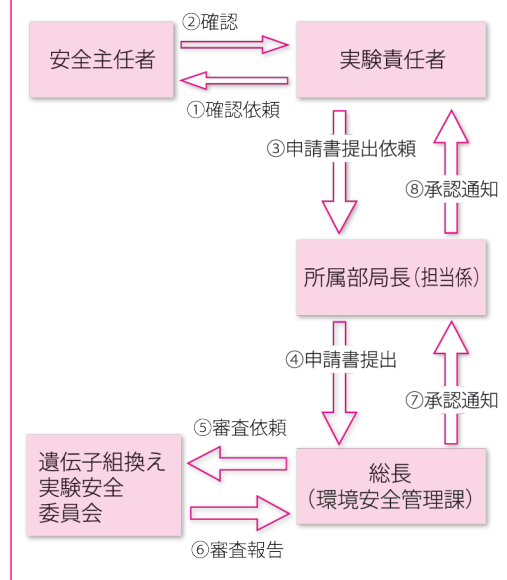 ②確認
安全主任者
実験責任者
①確認依頼
③申請書提出依頼
⑧承認通知
所属部局長(担当係)
④申請書提出
⑦承認通知
⑤審査依頼
遺伝子組換え
実験安全
委員会
総長
(環境安全管理課)
⑥審査報告